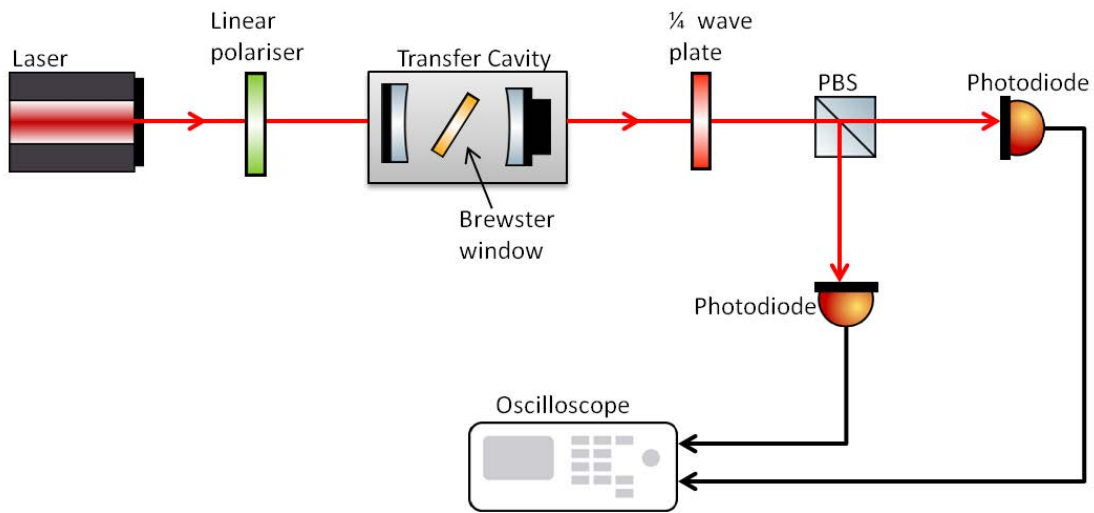 Laser
Linear
polariser
Transfer Cavity
Brewster
window
¼ wave
plate
PBS
Photodiode
Photodiode
Oscilloscope